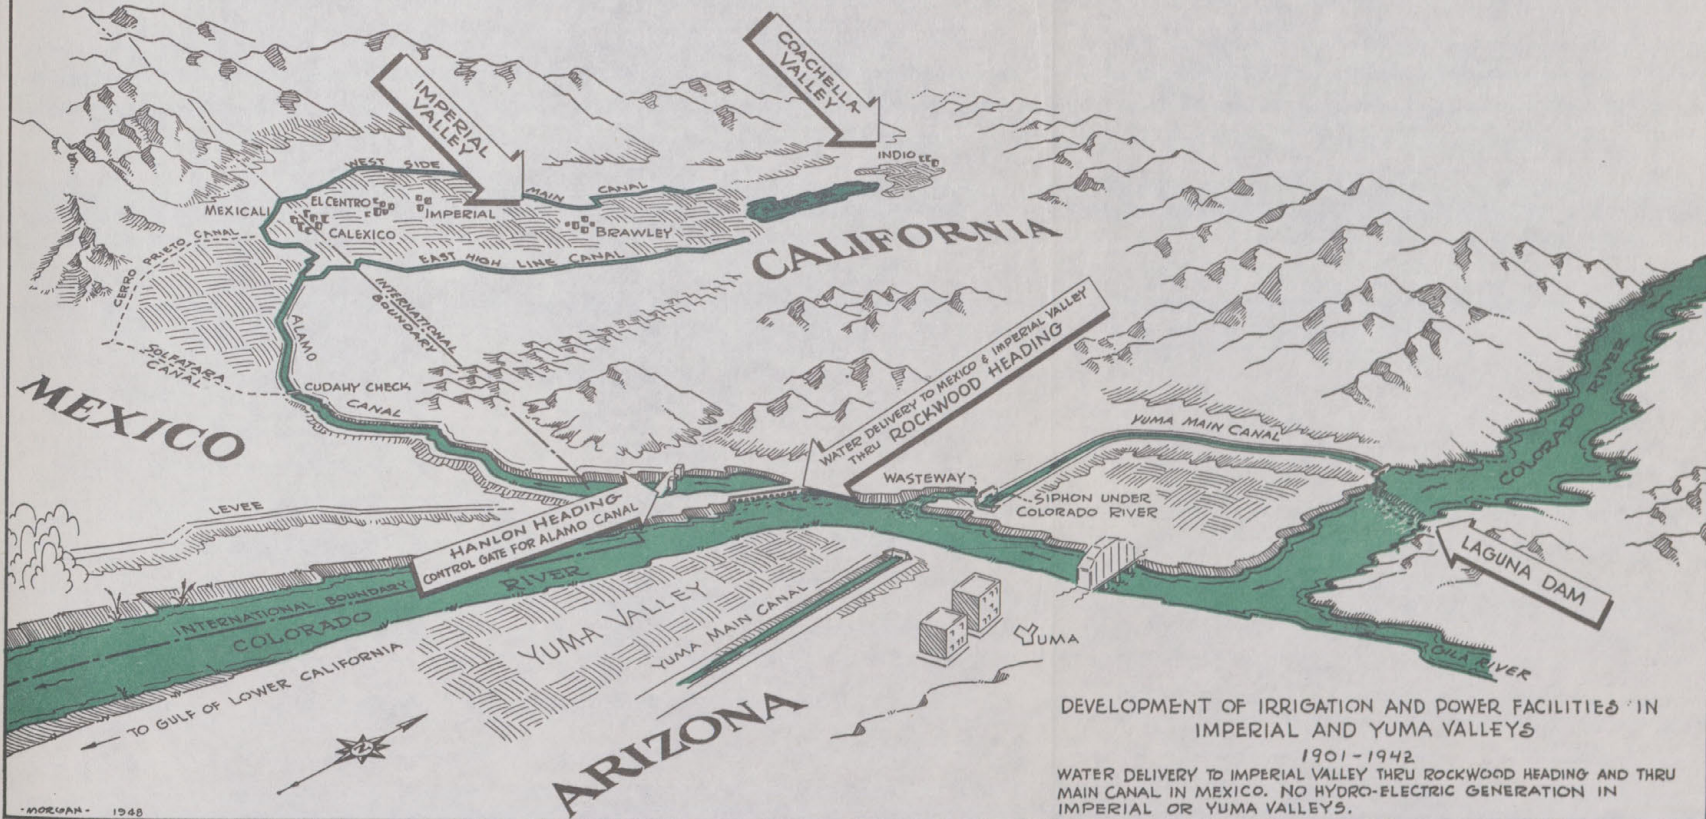 COACHELLA
VALLEY
IMPERIAL
VALLEY
INDIO
WEST SIDE MAIN CANAL
MEXICALI
EL CENTRO
IMPERIAL
CALEXICO
BRAWLEY
CALIFORNIA
EAST HIGH LINE CANAL
CERRO PRIETO CANAL
INTERNATIONAL
BOUNDARY
ALAMO
CANAL
SOLFATARA
CANAL
CUDAHY CHECK
MEXICO
WATER DELIVERY TO MEXICO & IMPERIAL VALLEY
THRU ROCKWOOD HEADING
YUMA MAIN CANAL
COLORADO RIVER
WASTEWAY
SIPHON UNDER
COLORADO RIVER
LEVEE
HANLON HEADING
CONTROL GATE FOR ALAMO CANAL
LAGUNA DAM
INTERNATIONAL BOUNDARY
COLORADO RIVER
YUMA VALLEY
YUMA MAIN CANAL
YUMA
GILA RIVER
TO GULF OF LOWER CALIFORNIA
N
ARIZONA
DEVELOPMENT OF IRRIGATION AND POWER FACILITIES IN
IMPERIAL AND YUMA VALLEYS
1901-1942
WATER DELIVERY TO IMPERIAL VALLEY THRU ROCKWOOD HEADING AND THRU
MAIN CANAL IN MEXICO. NO HYDRO-ELECTRIC GENERATION IN
IMPERIAL OR YUMA VALLEYS.
-MORGAN- 1948